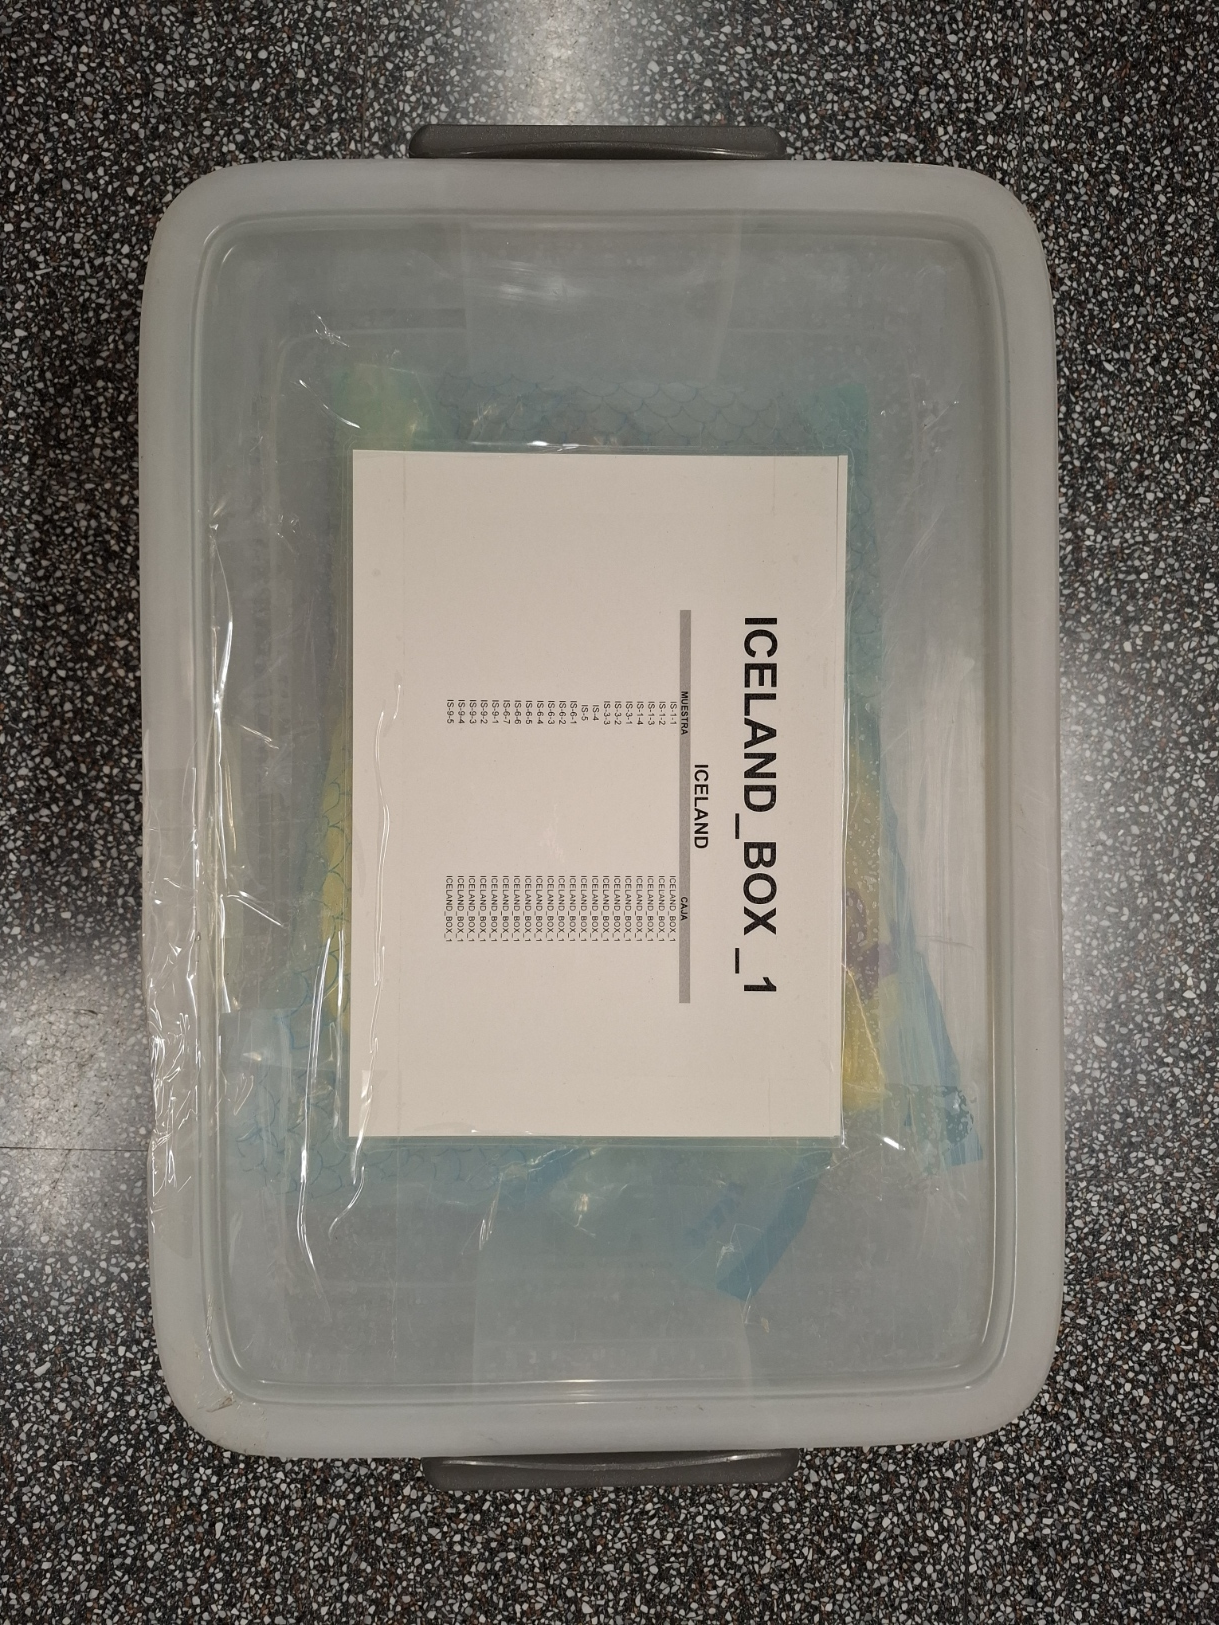 ICELAND_BOX_1
ICELAND
MUESTRA CAJA
IS-1-1 ICELAND_BOX_1
IS-1-2 ICELAND_BOX_1
IS-1-3 ICELAND_BOX_1
IS-1-4 ICELAND_BOX_1
IS-3-1 ICELAND_BOX_1
IS-3-2 ICELAND_BOX_1
IS-3-3 ICELAND_BOX_1
IS-4 ICELAND_BOX_1
IS-5 ICELAND_BOX_1
IS-6-1 ICELAND_BOX_1
IS-6-2 ICELAND_BOX_1
IS-6-3 ICELAND_BOX_1
IS-6-4 ICELAND_BOX_1
IS-6-5 ICELAND_BOX_1
IS-6-6 ICELAND_BOX_1
IS-6-7 ICELAND_BOX_1
IS-9-1 ICELAND_BOX_1
IS-9-2 ICELAND_BOX_1
IS-9-3 ICELAND_BOX_1
IS-9-4 ICELAND_BOX_1
IS-9-5 ICELAND_BOX_1